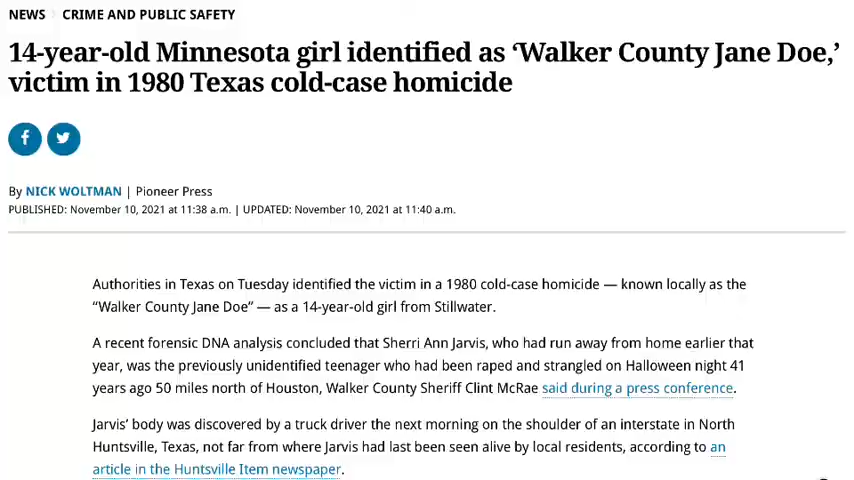 NEWS CRIME AND PUBLIC SAFETY
14-year-old Minnesota girl identified as ‘Walker County Jane Doe,’
victim in 1980 Texas cold-case homicide
By NICK WOLTMAN | Pioneer Press
PUBLISHED: November 10, 2021 at 11:38 a.m. | UPDATED: November 10, 2021 at 11:40 a.m.
Authorities in Texas on Tuesday identified the victim in a 1980 cold-case homicide — known locally as the
“Walker County Jane Doe” — as a 14-year-old girl from Stillwater.
A recent forensic DNA analysis concluded that Sherri Ann Jarvis, who had run away from home earlier that
year, was the previously unidentified teenager who had been raped and strangled on Halloween night 41
years ago 50 miles north of Houston, Walker County Sheriff Clint McRae said during a press conference.
Jarvis’ body was discovered by a truck driver the next morning on the shoulder of an interstate in North
Huntsville, Texas, not far from where Jarvis had last been seen alive by local residents, according to an
article in the Huntsville Item newspaper.